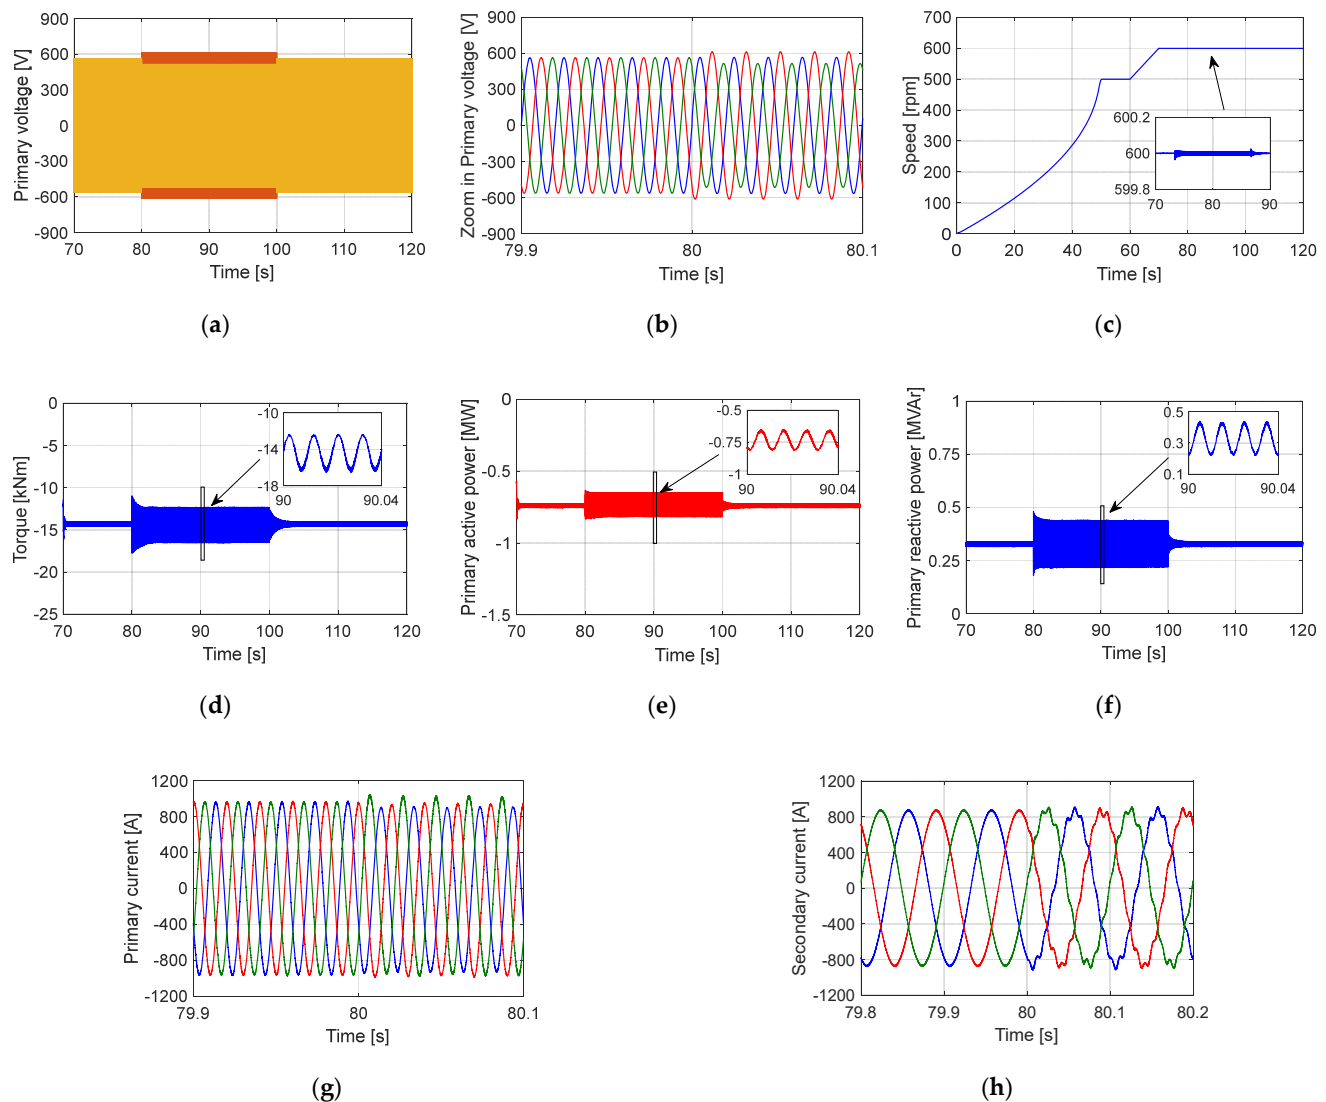 900
600
300
0
-300
-600
-900
Primary voltage [V]
70 80 90 100 110 120
Time [s]
(a)
900
600
300
0
-300
-600
-900
Zoom in Primary voltage [V]
79.9 80 80.1
Time [s]
(b)
700
600
500
400
300
200
100
0
Speed [rpm]
600.2
600
599.8
70 80 90
0 20 40 60 80 100 120
Time [s]
(c)
0
-5
-10
-15
-20
-25
Torque [kNm]
-10
-14
-18
90 90.04
70 80 90 100 110 120
Time [s]
(d)
0
-0.5
-1
-1.5
Primary active power [MW]
-0.5
-0.75
-1
90 90.04
70 80 90 100 110 120
Time [s]
(e)
1
0.75
0.5
0.25
0
Primary reactive power [MVAr]
0.5
0.3
0.1
90 90.04
70 80 90 100 110 120
Time [s]
(f)
1200
800
400
0
-400
-800
-1200
Primary current [A]
79.9 80 80.1
Time [s]
(g)
1200
800
400
0
-400
-800
-1200
Secondary current [A]
79.8 79.9 80 80.1 80.2
Time [s]
(h)